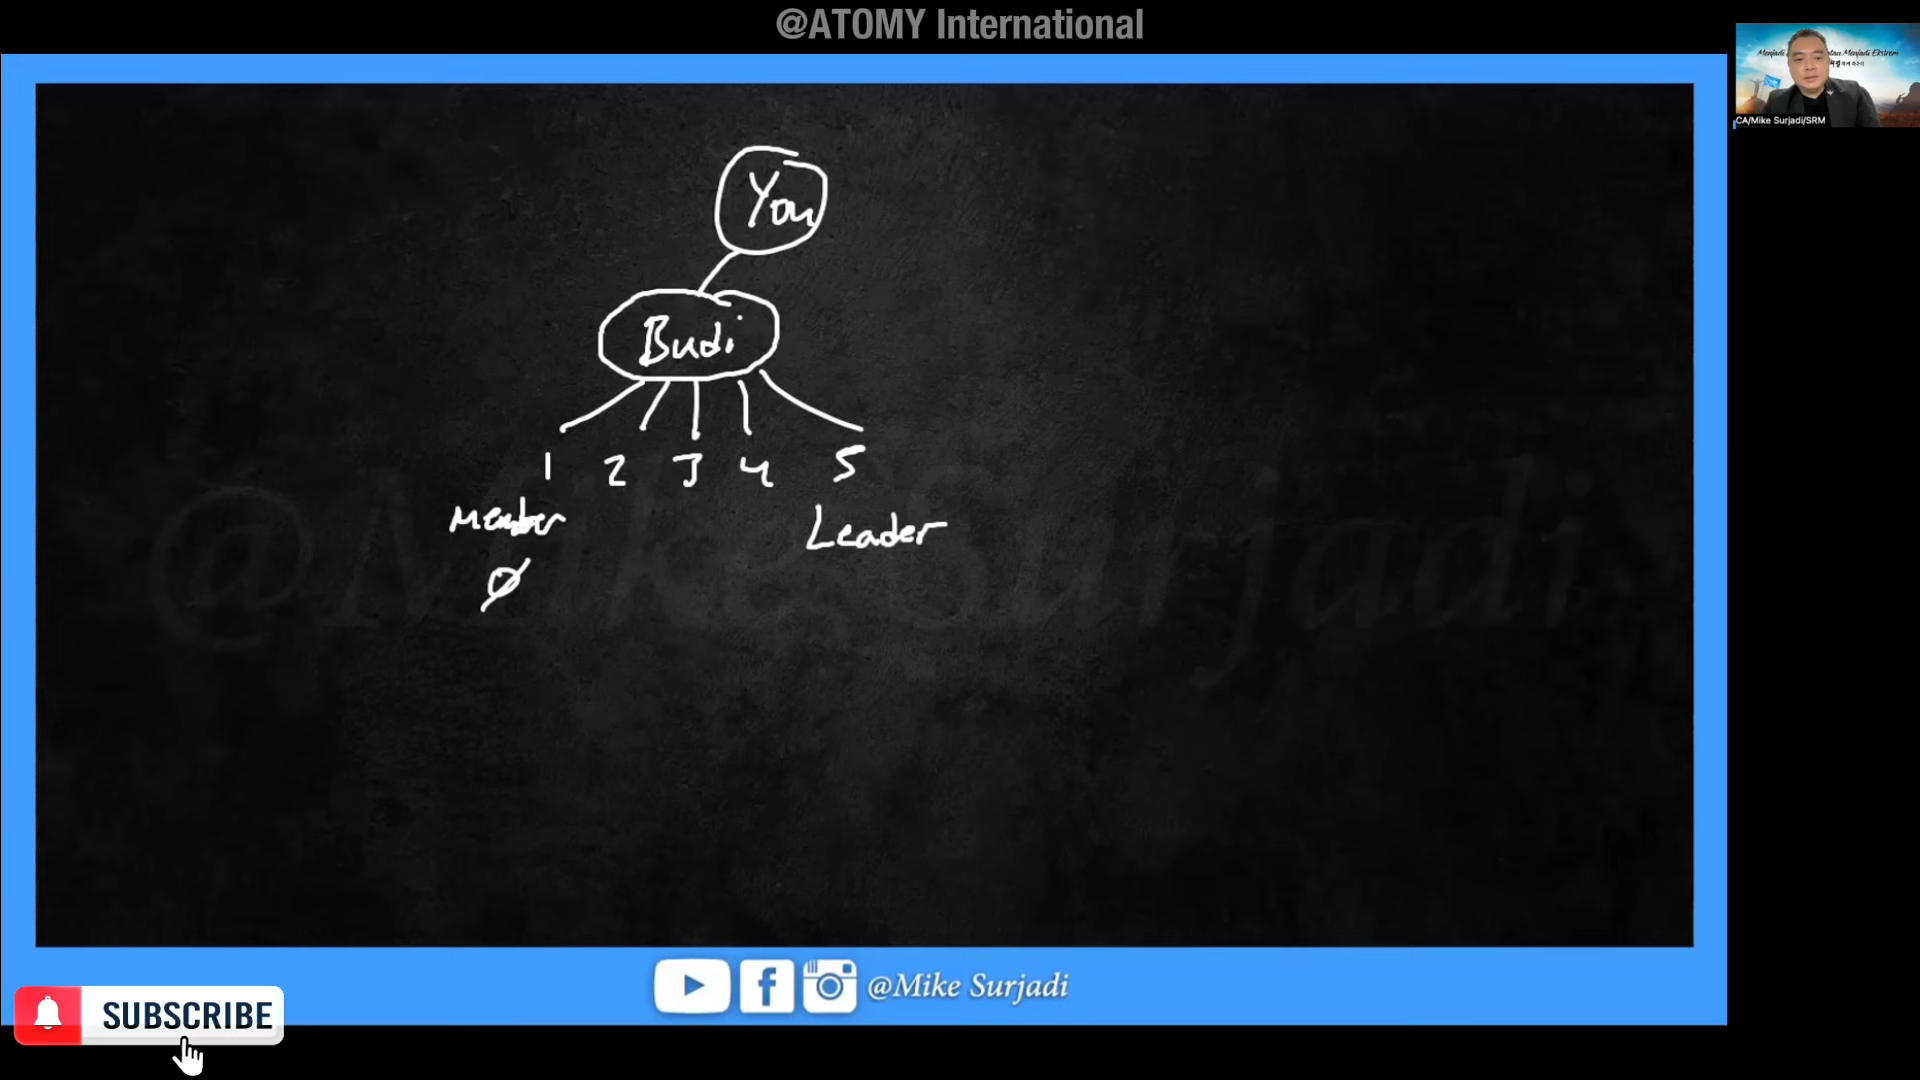 @ATOMY International
You
Budi
1 2 3 4 5
Member
Leader
Ø
@Mike Surjadi
@Mike Surjadi
SUBSCRIBE
CA/Mike Surjadi/SRM